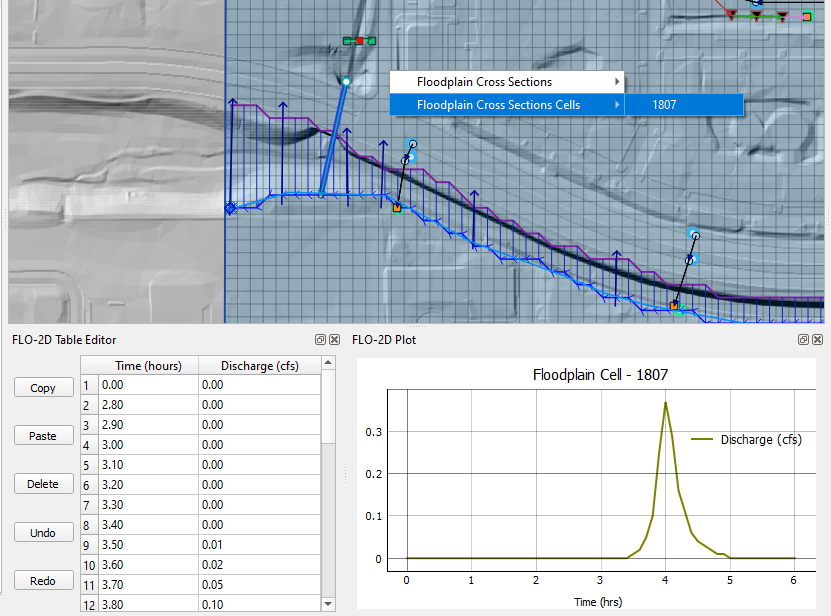 Floodplain Cross Sections
Floodplain Cross Sections Cells 1807
FLO-2D Table Editor
Time (hours) Discharge (cfs)
1 0.00 0.00
2 2.80 0.00
3 2.90 0.00
4 3.00 0.00
5 3.10 0.00
6 3.20 0.00
7 3.30 0.00
8 3.40 0.00
9 3.50 0.01
10 3.60 0.02
11 3.70 0.05
12 3.80 0.10
Copy
Paste
Delete
Undo
Redo
FLO-2D Plot
Floodplain Cell - 1807
Discharge (cfs)
0.3
0.2
0.1
0
0 1 2 3 4 5 6
Time (hrs)